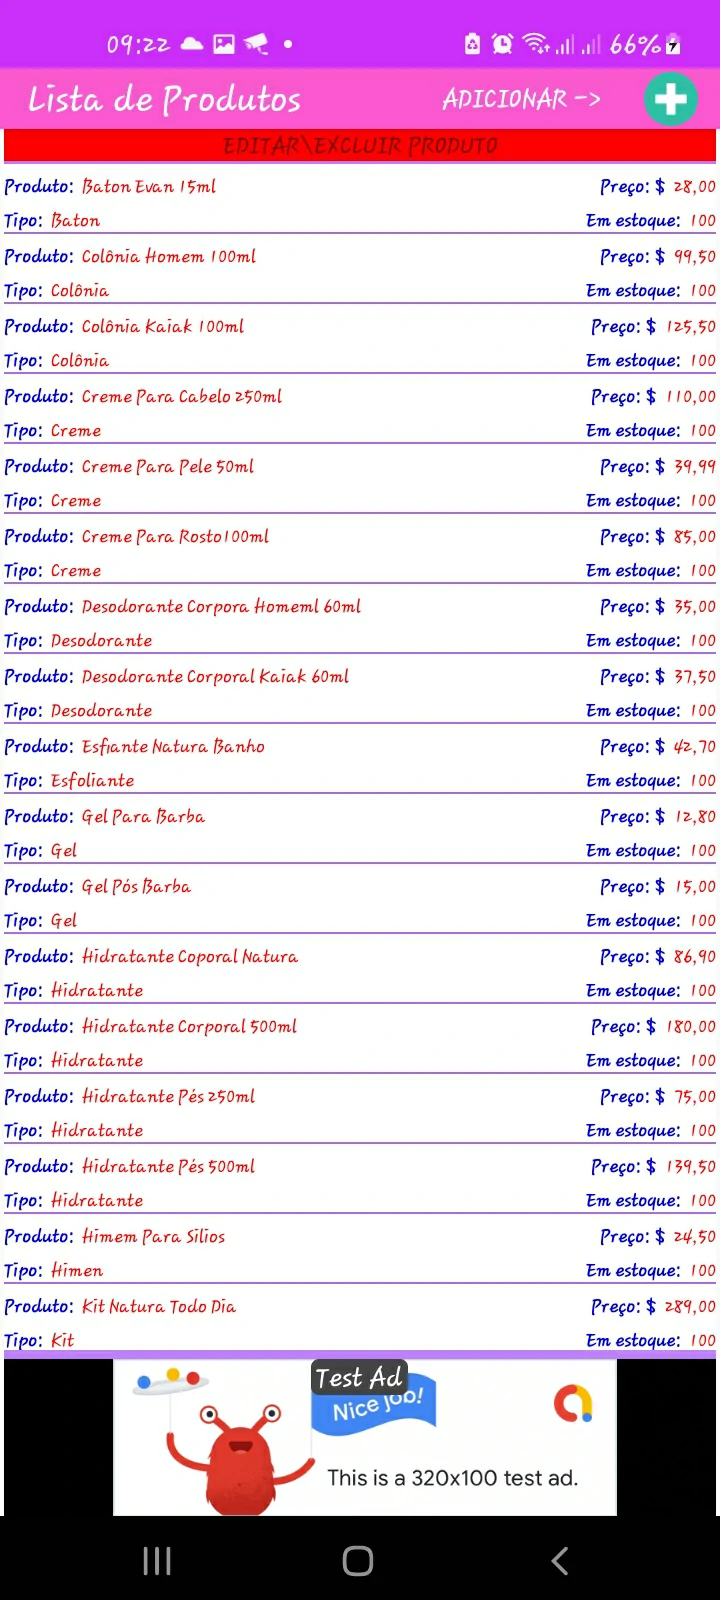 09:22 66%
Lista de Produtos ADICIONAR ->
EDITAR\EXCLUIR PRODUTO
Produto: Baton Evan 15ml Preço: $ 28,00
Tipo: Baton Em estoque: 100
Produto: Colônia Homem 100ml Preço: $ 99,50
Tipo: Colônia Em estoque: 100
Produto: Colônia Kaiak 100ml Preço: $ 125,50
Tipo: Colônia Em estoque: 100
Produto: Creme Para Cabelo 250ml Preço: $ 110,00
Tipo: Creme Em estoque: 100
Produto: Creme Para Pele 50ml Preço: $ 39,99
Tipo: Creme Em estoque: 100
Produto: Creme Para Rosto100ml Preço: $ 85,00
Tipo: Creme Em estoque: 100
Produto: Desodorante Corpora Homeml 60ml Preço: $ 35,00
Tipo: Desodorante Em estoque: 100
Produto: Desodorante Corporal Kaiak 60ml Preço: $ 37,50
Tipo: Desodorante Em estoque: 100
Produto: Esfiante Natura Banho Preço: $ 42,70
Tipo: Esfoliante Em estoque: 100
Produto: Gel Para Barba Preço: $ 12,80
Tipo: Gel Em estoque: 100
Produto: Gel Pós Barba Preço: $ 15,00
Tipo: Gel Em estoque: 100
Produto: Hidratante Coporal Natura Preço: $ 86,90
Tipo: Hidratante Em estoque: 100
Produto: Hidratante Corporal 500ml Preço: $ 180,00
Tipo: Hidratante Em estoque: 100
Produto: Hidratante Pés 250ml Preço: $ 75,00
Tipo: Hidratante Em estoque: 100
Produto: Hidratante Pés 500ml Preço: $ 139,50
Tipo: Hidratante Em estoque: 100
Produto: Himem Para Silios Preço: $ 24,50
Tipo: Himen Em estoque: 100
Produto: Kit Natura Todo Dia Preço: $ 289,00
Tipo: Kit Em estoque: 100
Test Ad
Nice job!
This is a 320x100 test ad.